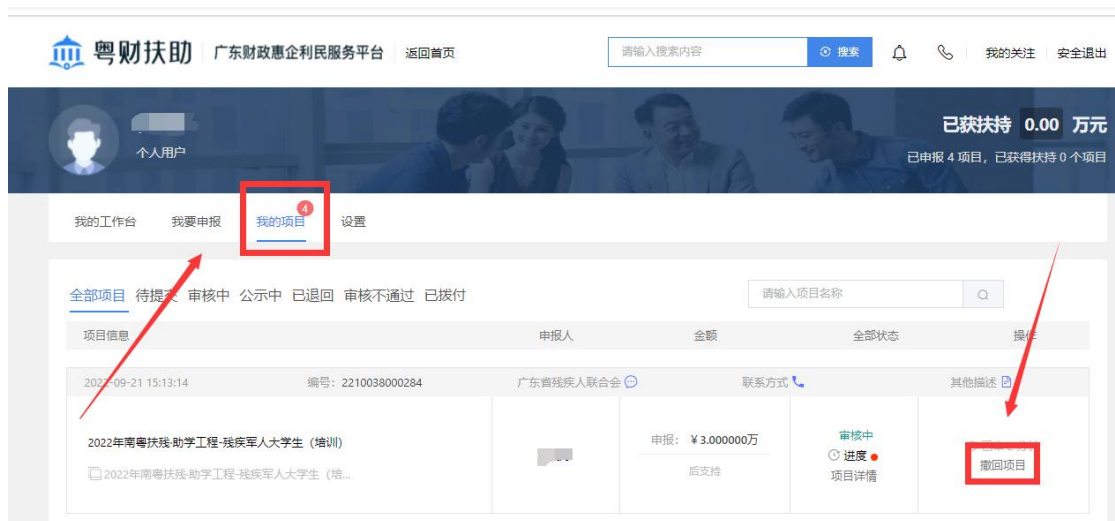 粤财扶助 广东财政惠企利民服务平台 返回首页 请输入搜索内容 搜索 我的关注 安全退出
已获扶持 0.00 万元
个人用户
已申报 4 项目，已获得扶持 0 个项目
我的工作台 我要申报 我的项目 4 设置
全部项目 待提交 审核中 公示中 已退回 审核不通过 已拨付 请输入项目名称
项目信息 申报人 金额 全部状态 操作
2022-09-21 15:13:14 编号：2210038000284 广东省残疾人联合会 联系方式 其他描述
2022年南粤扶残·助学工程-残疾军人大学生（培训） 申报：￥3.000000万 审核中
进度
2022年南粤扶残·助学工程-残疾军人大学生（培... 后支持 项目详情 撤回项目